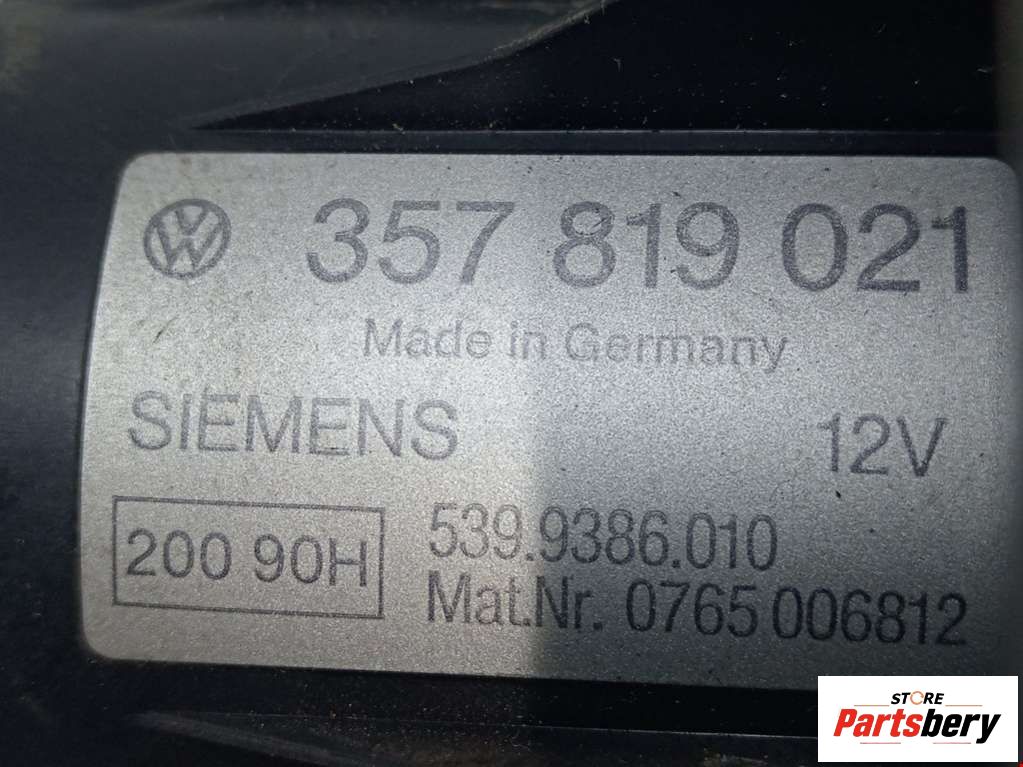 VW 357 819 021
Made in Germany
SIEMENS 12V
200 90H 539.9386.010
Mat.Nr. 0765 006812
STORE
Partsbery